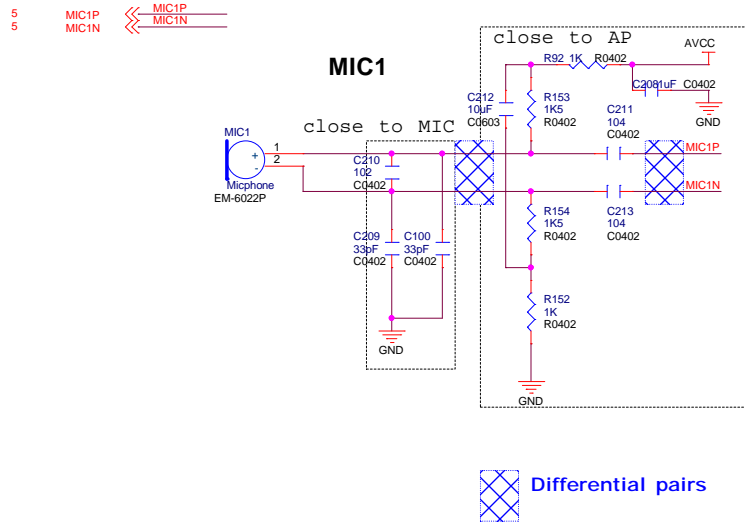 5 MIC1P MIC1P
5 MIC1N MIC1N
MIC1
close to AP
AVCC
R92 1K R0402
C208 1uF C0402
GND
C212
10uF
C0603
R153
1K5
R0402
C211
104
C0402
close to MIC
MIC1
1
2
+
-
Micphone
EM-6022P
C210
102
C0402
MIC1P
MIC1N
C209
33pF
C0402
C100
33pF
C0402
R154
1K5
R0402
C213
104
C0402
R152
1K
R0402
GND
GND
Differential pairs